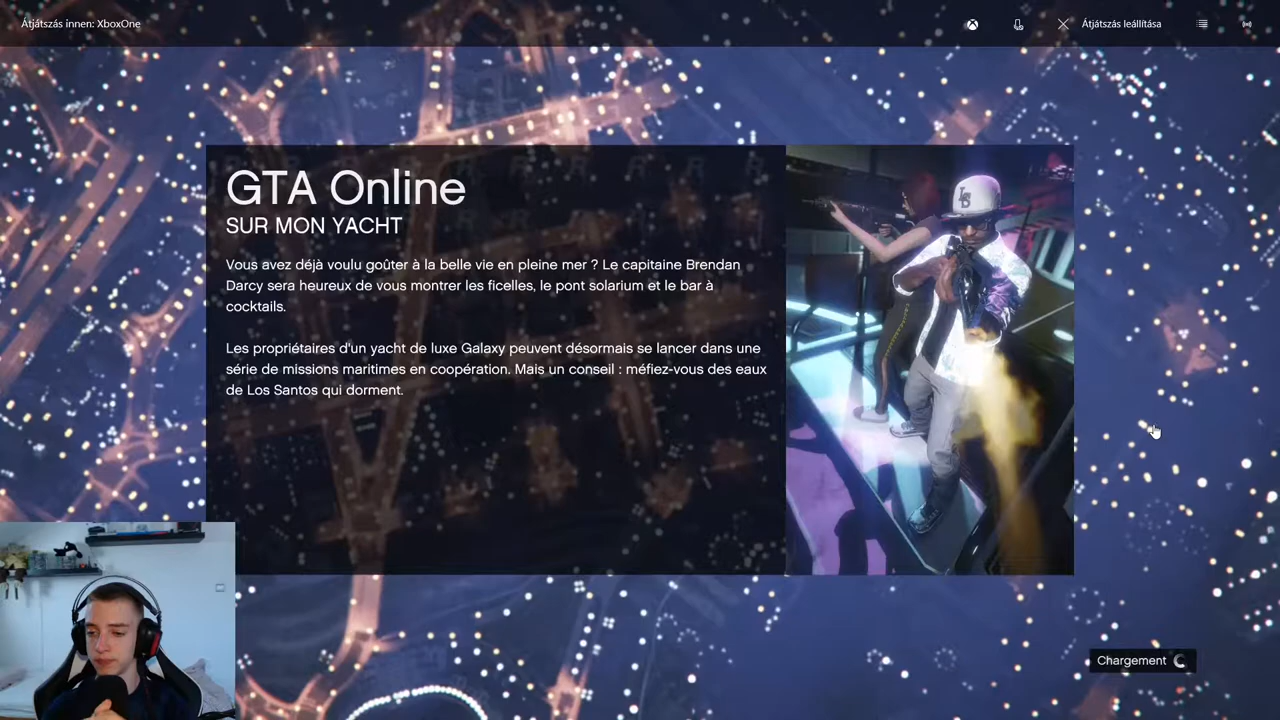 Átjátszás innen: XboxOne
Átjátszás leállítása
GTA Online
SUR MON YACHT
Vous avez déjà voulu goûter à la belle vie en pleine mer ? Le capitaine Brendan
Darcy sera heureux de vous montrer les ficelles, le pont solarium et le bar à
cocktails.
Les propriétaires d'un yacht de luxe Galaxy peuvent désormais se lancer dans une
série de missions maritimes en coopération. Mais un conseil : méfiez-vous des eaux
de Los Santos qui dorment.
LS
Chargement